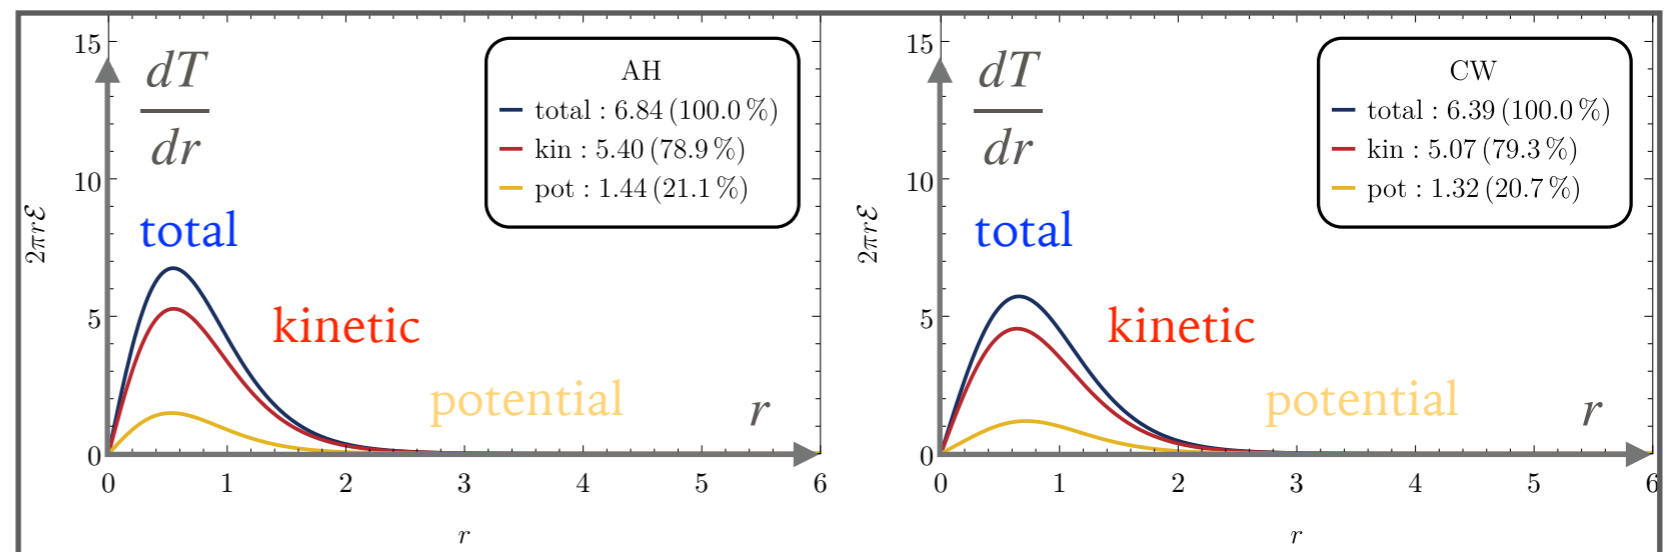 15
dT
dr
AH
total : 6.84 (100.0 %)
kin : 5.40 (78.9 %)
pot : 1.44 (21.1 %)
10
total
2πrℰ
kinetic
5
potential
r
0
0 1 2 3 4 5 6
r
15
dT
dr
CW
total : 6.39 (100.0 %)
kin : 5.07 (79.3 %)
pot : 1.32 (20.7 %)
10
total
2πrℰ
kinetic
5
potential
r
0
0 1 2 3 4 5 6
r